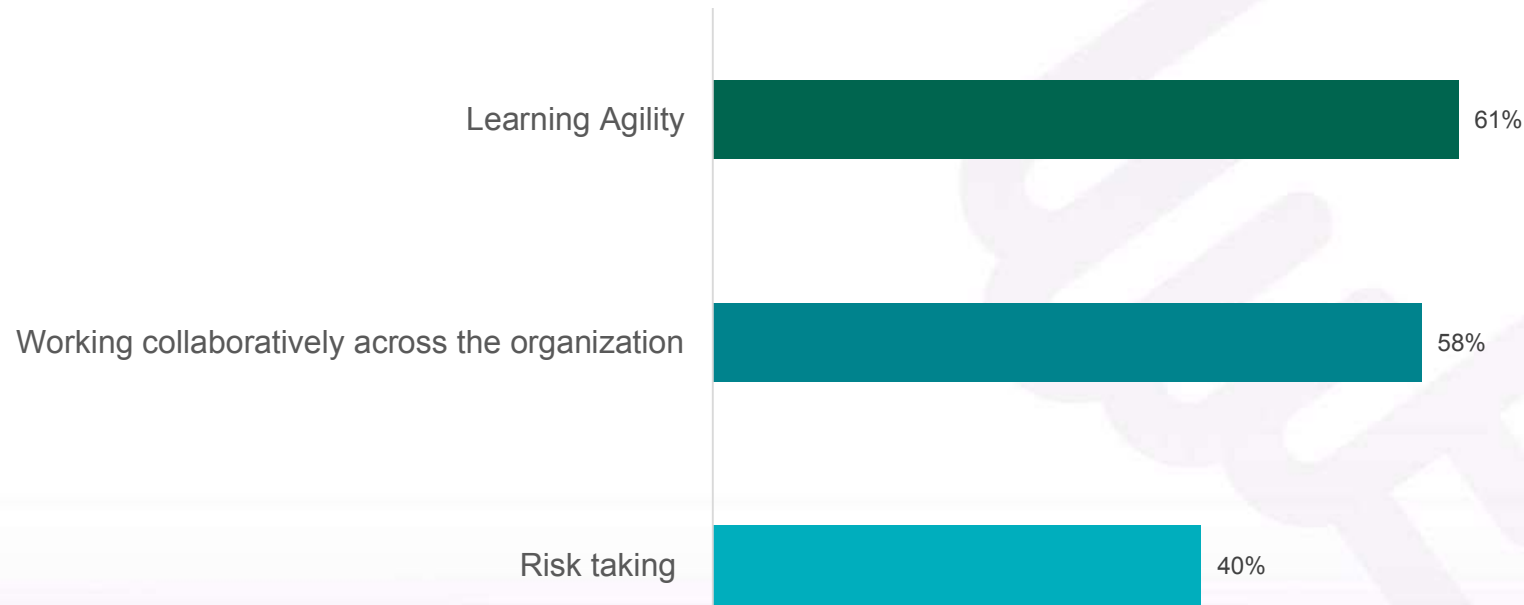 Learning Agility
61%
Working collaboratively across the organization
58%
Risk taking
40%